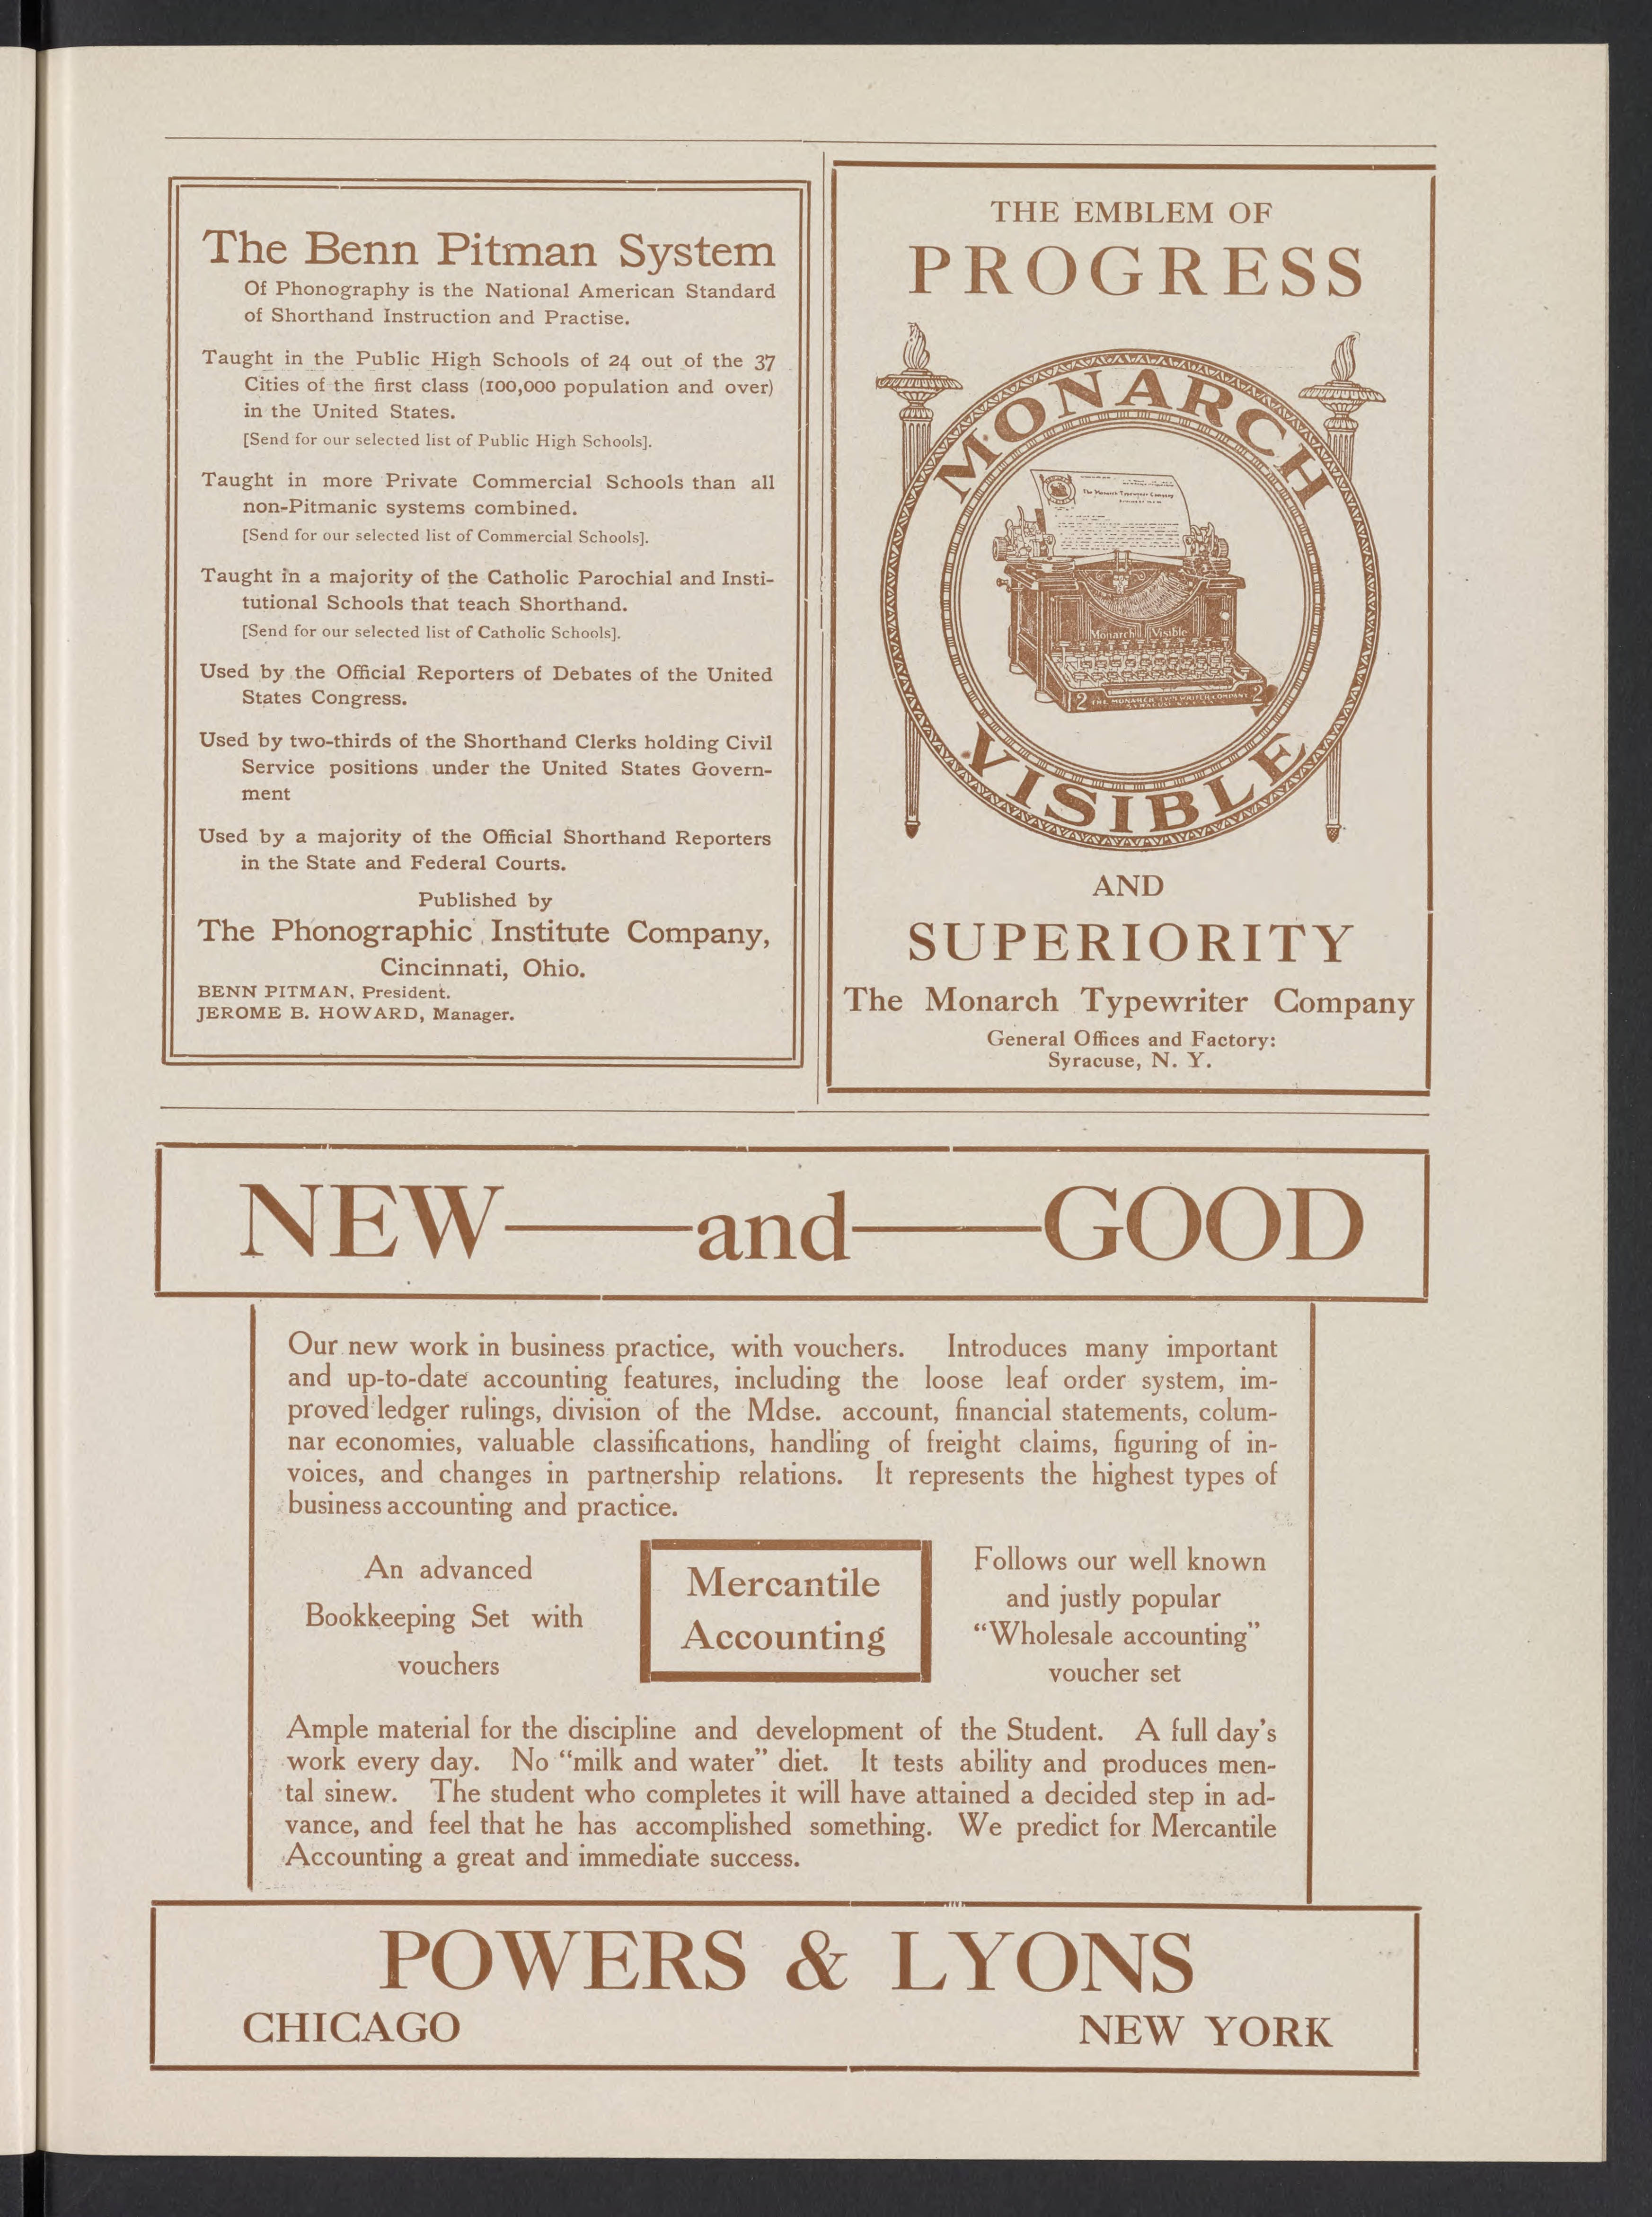 The Benn Pitman System
Of Phonography is the National American Standard
of Shorthand Instruction and Practise.
Taught in the Public High Schools of 24 out of the 37
Cities of the first class (100,000 population and over)
in the United States.
[Send for our selected list of Public High Schools].
Taught in more Private Commercial Schools than all
non-Pitmanic systems combined.
[Send for our selected list of Commercial Schools].
Taught in a majority of the Catholic Parochial and Insti-
tutional Schools that teach Shorthand.
[Send for our selected list of Catholic Schools].
Used by the Official Reporters of Debates of the United
States Congress.
Used by two-thirds of the Shorthand Clerks holding Civil
Service positions under the United States Govern-
ment
Used by a majority of the Official Shorthand Reporters
in the State and Federal Courts.
Published by
The Phonographic Institute Company,
Cincinnati, Ohio.
BENN PITMAN, President.
JEROME B. HOWARD, Manager.
THE EMBLEM OF
PROGRESS
MONARCH
The Monarch Typewriter Company
Monarch Visible
2 THE MONARCH TYPEWRITER COMPANY 2
VISIBLE
AND
SUPERIORITY
The Monarch Typewriter Company
General Offices and Factory:
Syracuse, N. Y.
NEW——and——GOOD
Our new work in business practice, with vouchers. Introduces many important
and up-to-date accounting features, including the loose leaf order system, im-
proved ledger rulings, division of the Mdse. account, financial statements, colum-
nar economies, valuable classifications, handling of freight claims, figuring of in-
voices, and changes in partnership relations. It represents the highest types of
business accounting and practice.
An advanced
Bookkeeping Set with
vouchers
Mercantile
Accounting
Follows our well known
and justly popular
“Wholesale accounting”
voucher set
Ample material for the discipline and development of the Student. A full day's
work every day. No “milk and water” diet. It tests ability and produces men-
tal sinew. The student who completes it will have attained a decided step in ad-
vance, and feel that he has accomplished something. We predict for Mercantile
Accounting a great and immediate success.
POWERS & LYONS
CHICAGO NEW YORK